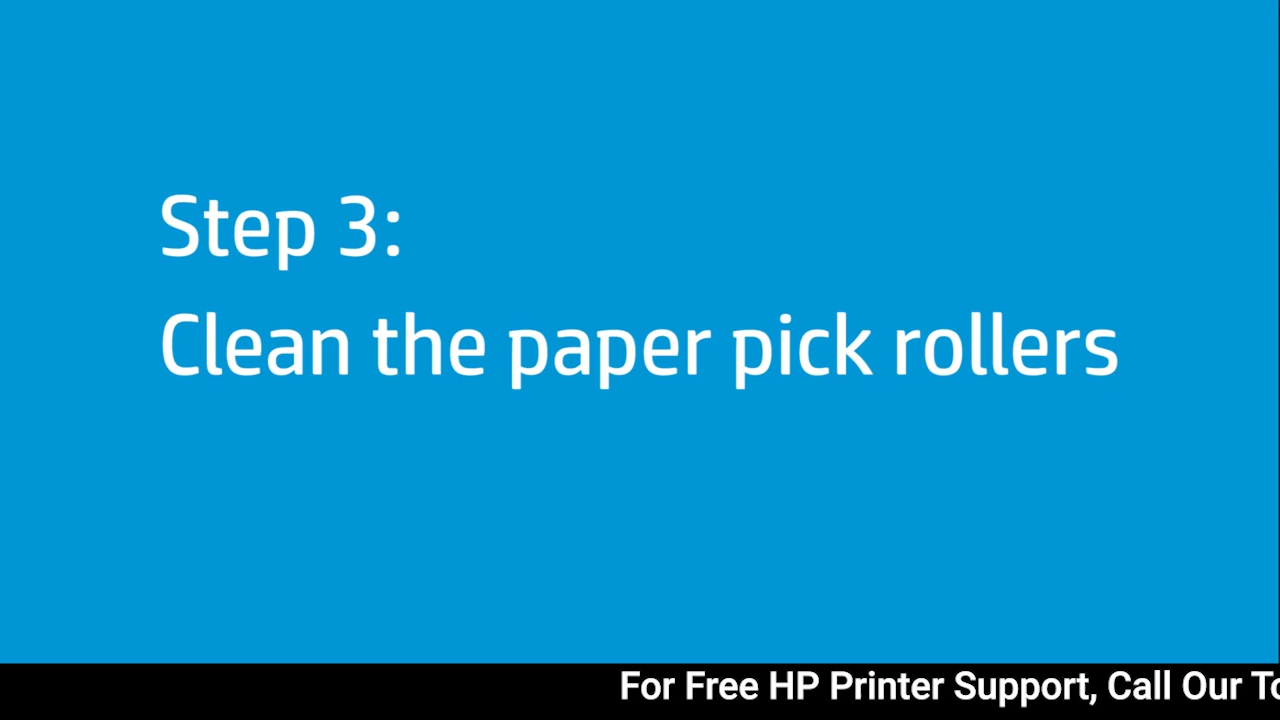 Step 3:
Clean the paper pick rollers
For Free HP Printer Support, Call Our